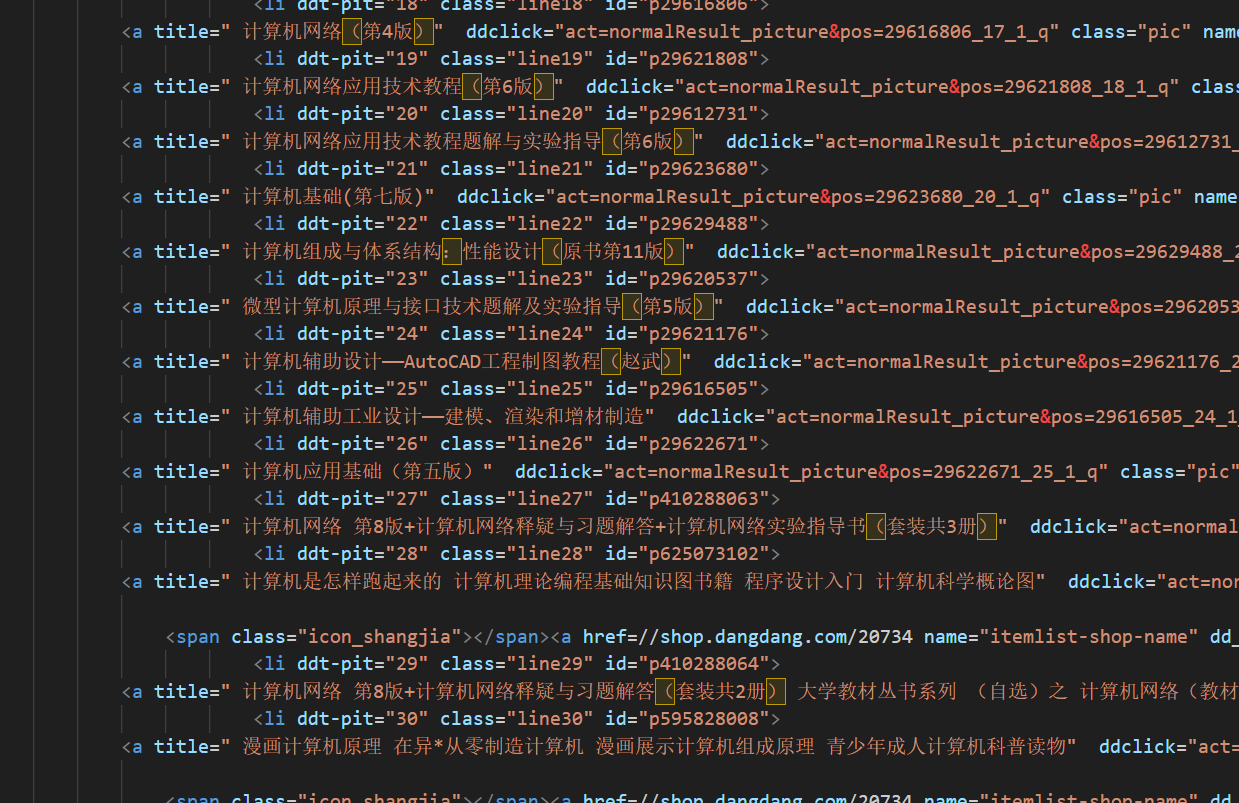 <li ddt-pit="18" class="line18" id="p29616806">
<a title=" 计算机网络（第4版）"  ddclick="act=normalResult_picture&pos=29616806_17_1_q" class="pic" name
<li ddt-pit="19" class="line19" id="p29621808">
<a title=" 计算机网络应用技术教程（第6版）"  ddclick="act=normalResult_picture&pos=29621808_18_1_q" class
<li ddt-pit="20" class="line20" id="p29612731">
<a title=" 计算机网络应用技术教程题解与实验指导（第6版）"  ddclick="act=normalResult_picture&pos=29612731_
<li ddt-pit="21" class="line21" id="p29623680">
<a title=" 计算机基础(第七版)"  ddclick="act=normalResult_picture&pos=29623680_20_1_q" class="pic" name
<li ddt-pit="22" class="line22" id="p29629488">
<a title=" 计算机组成与体系结构：性能设计（原书第11版）"  ddclick="act=normalResult_picture&pos=29629488_2
<li ddt-pit="23" class="line23" id="p29620537">
<a title=" 微型计算机原理与接口技术题解及实验指导（第5版）"  ddclick="act=normalResult_picture&pos=2962053
<li ddt-pit="24" class="line24" id="p29621176">
<a title=" 计算机辅助设计——AutoCAD工程制图教程（赵武）"  ddclick="act=normalResult_picture&pos=29621176_2
<li ddt-pit="25" class="line25" id="p29616505">
<a title=" 计算机辅助工业设计——建模、渲染和增材制造"  ddclick="act=normalResult_picture&pos=29616505_24_1_
<li ddt-pit="26" class="line26" id="p29622671">
<a title=" 计算机应用基础（第五版）"  ddclick="act=normalResult_picture&pos=29622671_25_1_q" class="pic"
<li ddt-pit="27" class="line27" id="p410288063">
<a title=" 计算机网络 第8版+计算机网络释疑与习题解答+计算机网络实验指导书（套装共3册）"  ddclick="act=normal
<li ddt-pit="28" class="line28" id="p625073102">
<a title=" 计算机是怎样跑起来的 计算机理论编程基础知识图书籍 程序设计入门 计算机科学概论图"  ddclick="act=nor
<span class="icon_shangjia"></span><a href=//shop.dangdang.com/20734 name="itemlist-shop-name" dd_
<li ddt-pit="29" class="line29" id="p410288064">
<a title=" 计算机网络 第8版+计算机网络释疑与习题解答（套装共2册） 大学教材丛书系列 （自选）之 计算机网络（教材
<li ddt-pit="30" class="line30" id="p595828008">
<a title=" 漫画计算机原理 在异*从零制造计算机 漫画展示计算机组成原理 青少年成人计算机科普读物"  ddclick="act=
<span class="icon_shangjia"></span><a href=//shop.dangdang.com/20734 name="itemlist-shop-name" dd_